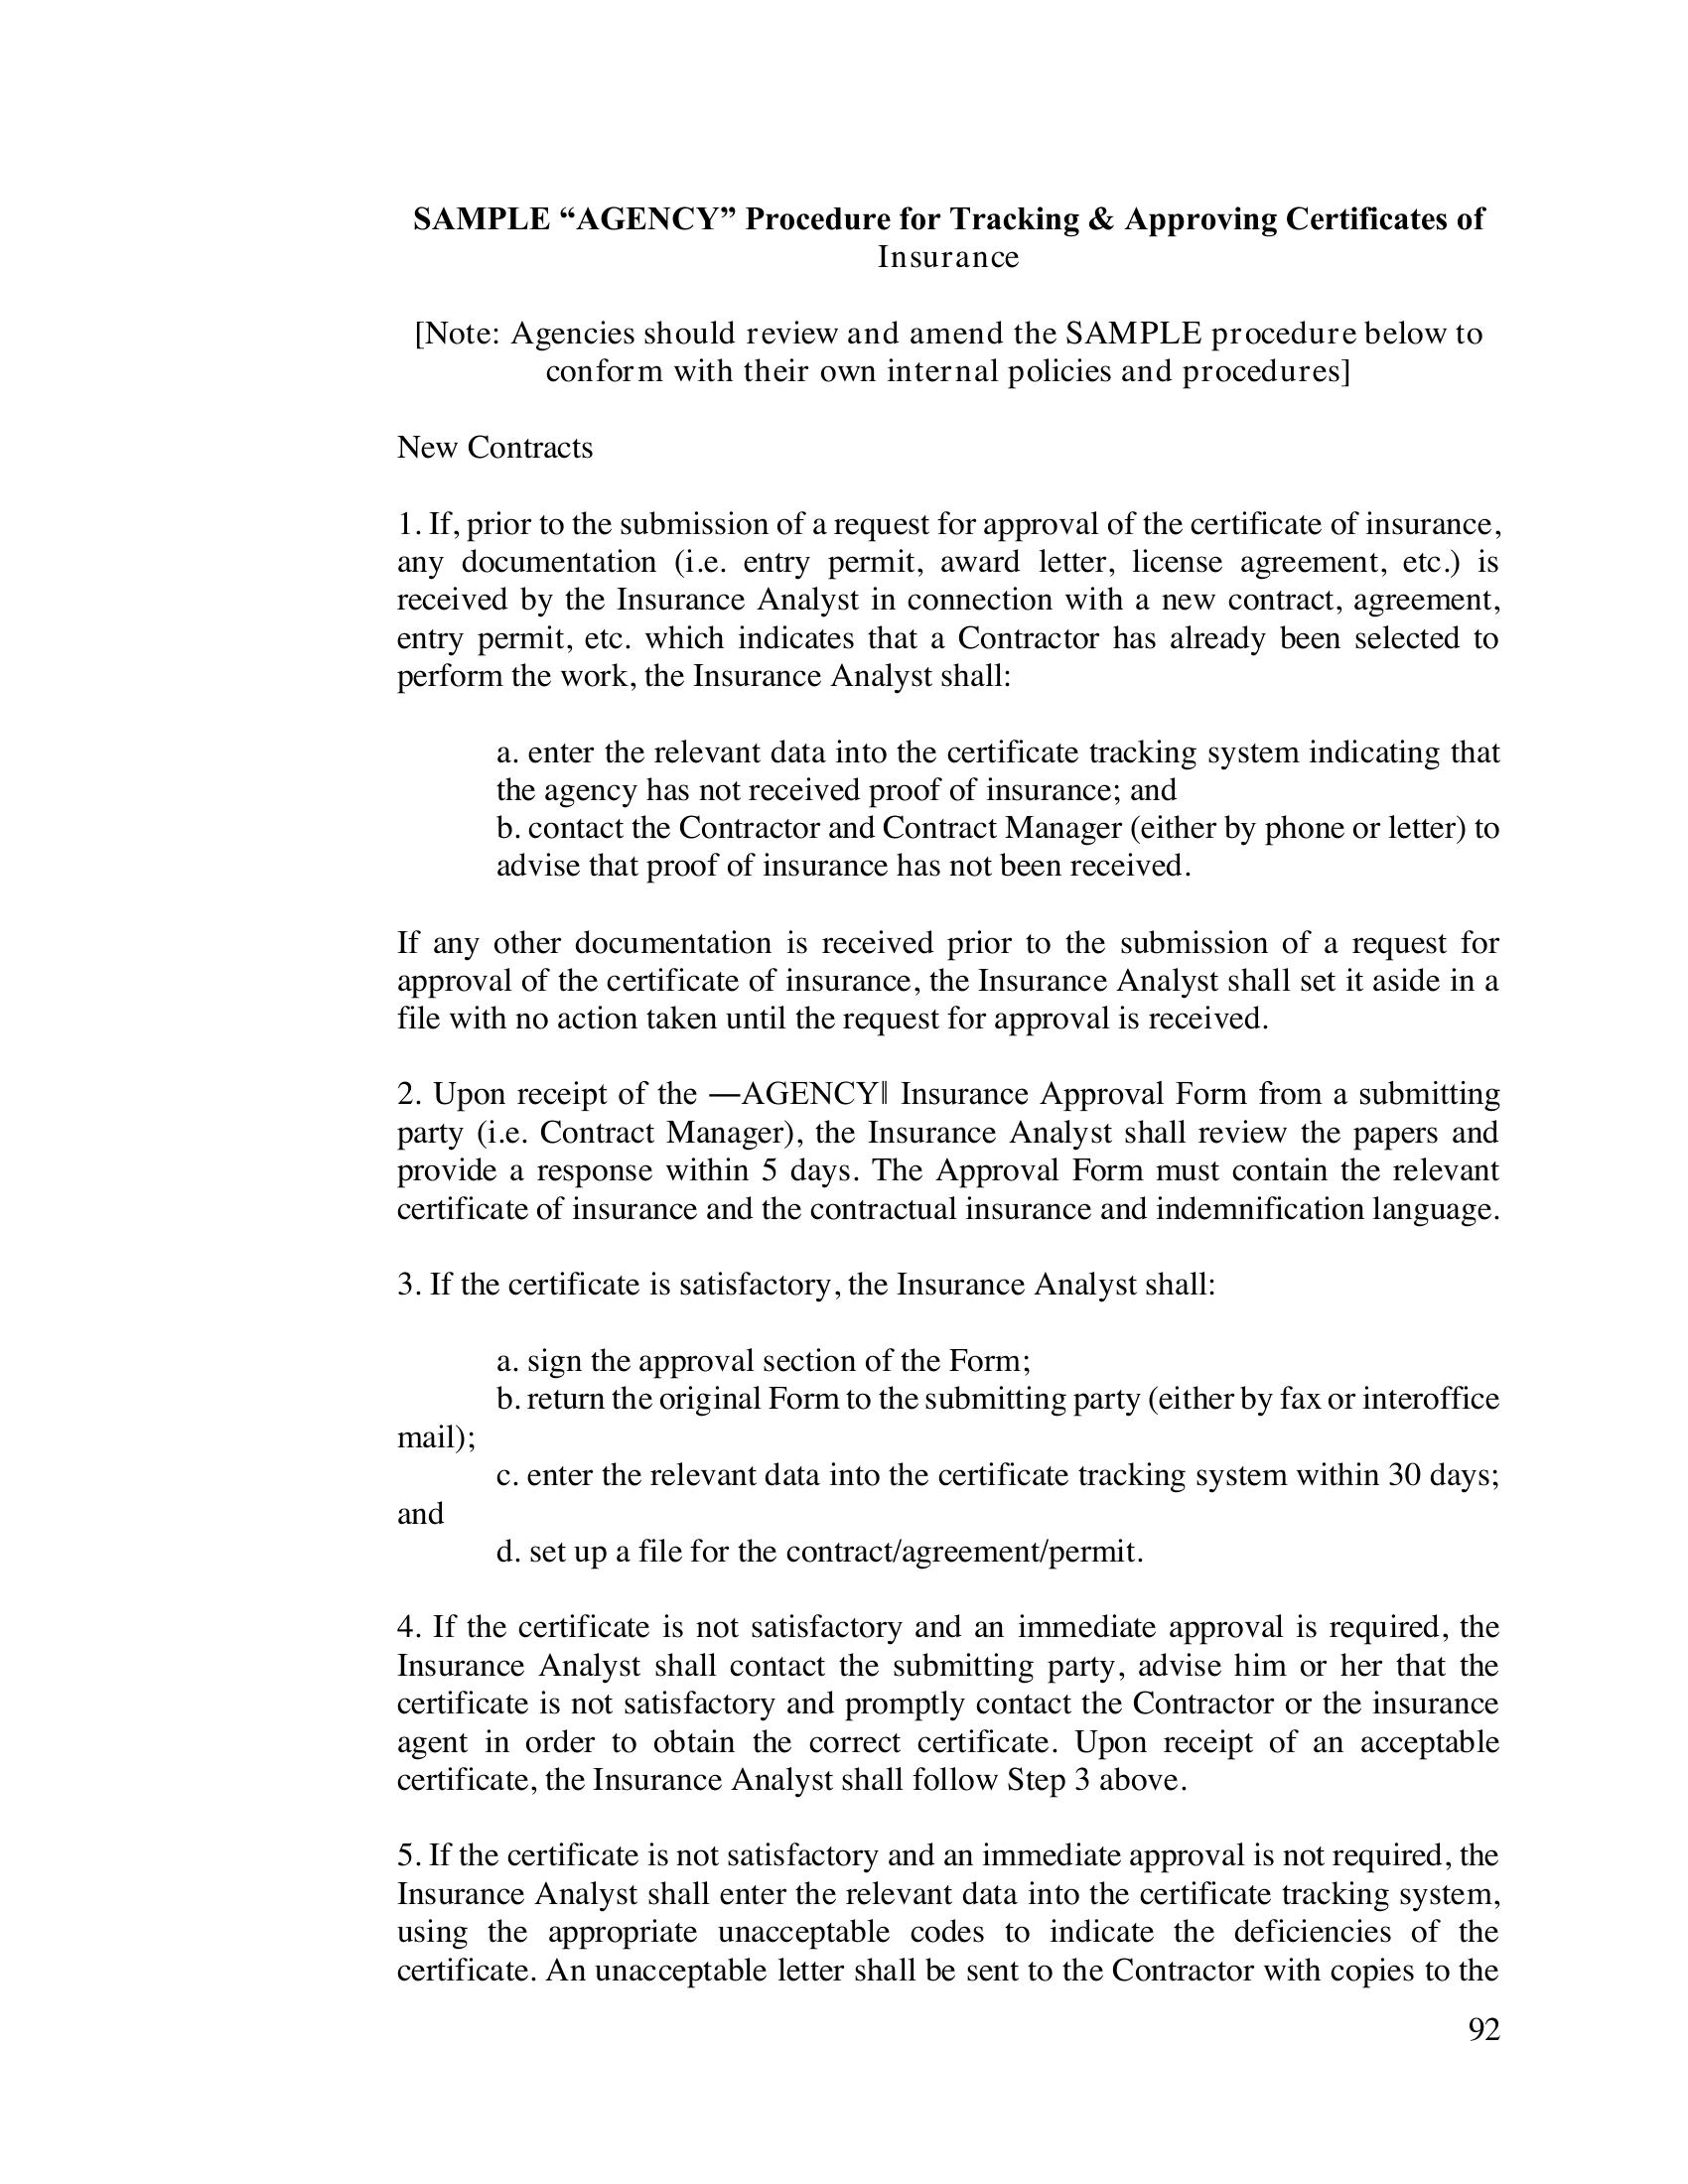 SAMPLE “AGENCY” Procedure for Tracking & Approving Certificates of
Insurance
[Note: Agencies should review and amend the SAMPLE procedure below to
conform with their own internal policies and procedures]
New Contracts
1. If, prior to the submission of a request for approval of the certificate of insurance,
any documentation (i.e. entry permit, award letter, license agreement, etc.) is
received by the Insurance Analyst in connection with a new contract, agreement,
entry permit, etc. which indicates that a Contractor has already been selected to
perform the work, the Insurance Analyst shall:
a. enter the relevant data into the certificate tracking system indicating that
the agency has not received proof of insurance; and
b. contact the Contractor and Contract Manager (either by phone or letter) to
advise that proof of insurance has not been received.
If any other documentation is received prior to the submission of a request for
approval of the certificate of insurance, the Insurance Analyst shall set it aside in a
file with no action taken until the request for approval is received.
2. Upon receipt of the ―AGENCY‖ Insurance Approval Form from a submitting
party (i.e. Contract Manager), the Insurance Analyst shall review the papers and
provide a response within 5 days. The Approval Form must contain the relevant
certificate of insurance and the contractual insurance and indemnification language.
3. If the certificate is satisfactory, the Insurance Analyst shall:
a. sign the approval section of the Form;
b. return the original Form to the submitting party (either by fax or interoffice
mail);
c. enter the relevant data into the certificate tracking system within 30 days;
and
d. set up a file for the contract/agreement/permit.
4. If the certificate is not satisfactory and an immediate approval is required, the
Insurance Analyst shall contact the submitting party, advise him or her that the
certificate is not satisfactory and promptly contact the Contractor or the insurance
agent in order to obtain the correct certificate. Upon receipt of an acceptable
certificate, the Insurance Analyst shall follow Step 3 above.
5. If the certificate is not satisfactory and an immediate approval is not required, the
Insurance Analyst shall enter the relevant data into the certificate tracking system,
using the appropriate unacceptable codes to indicate the deficiencies of the
certificate. An unacceptable letter shall be sent to the Contractor with copies to the
92